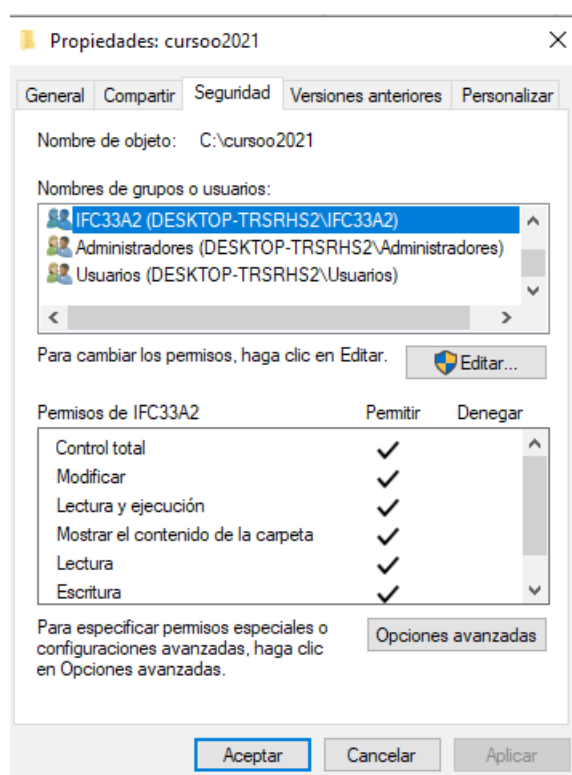 Propiedades: cursoo2021
General Compartir Seguridad Versiones anteriores Personalizar
Nombre de objeto: C:\cursoo2021
Nombres de grupos o usuarios:
IFC33A2 (DESKTOP-TRSRHS2\IFC33A2)
Administradores (DESKTOP-TRSRHS2\Administradores)
Usuarios (DESKTOP-TRSRHS2\Usuarios)
Para cambiar los permisos, haga clic en Editar. Editar...
Permisos de IFC33A2 Permitir Denegar
Control total
Modificar
Lectura y ejecución
Mostrar el contenido de la carpeta
Lectura
Escritura
Para especificar permisos especiales o
configuraciones avanzadas, haga clic
en Opciones avanzadas.
Opciones avanzadas
Aceptar Cancelar Aplicar